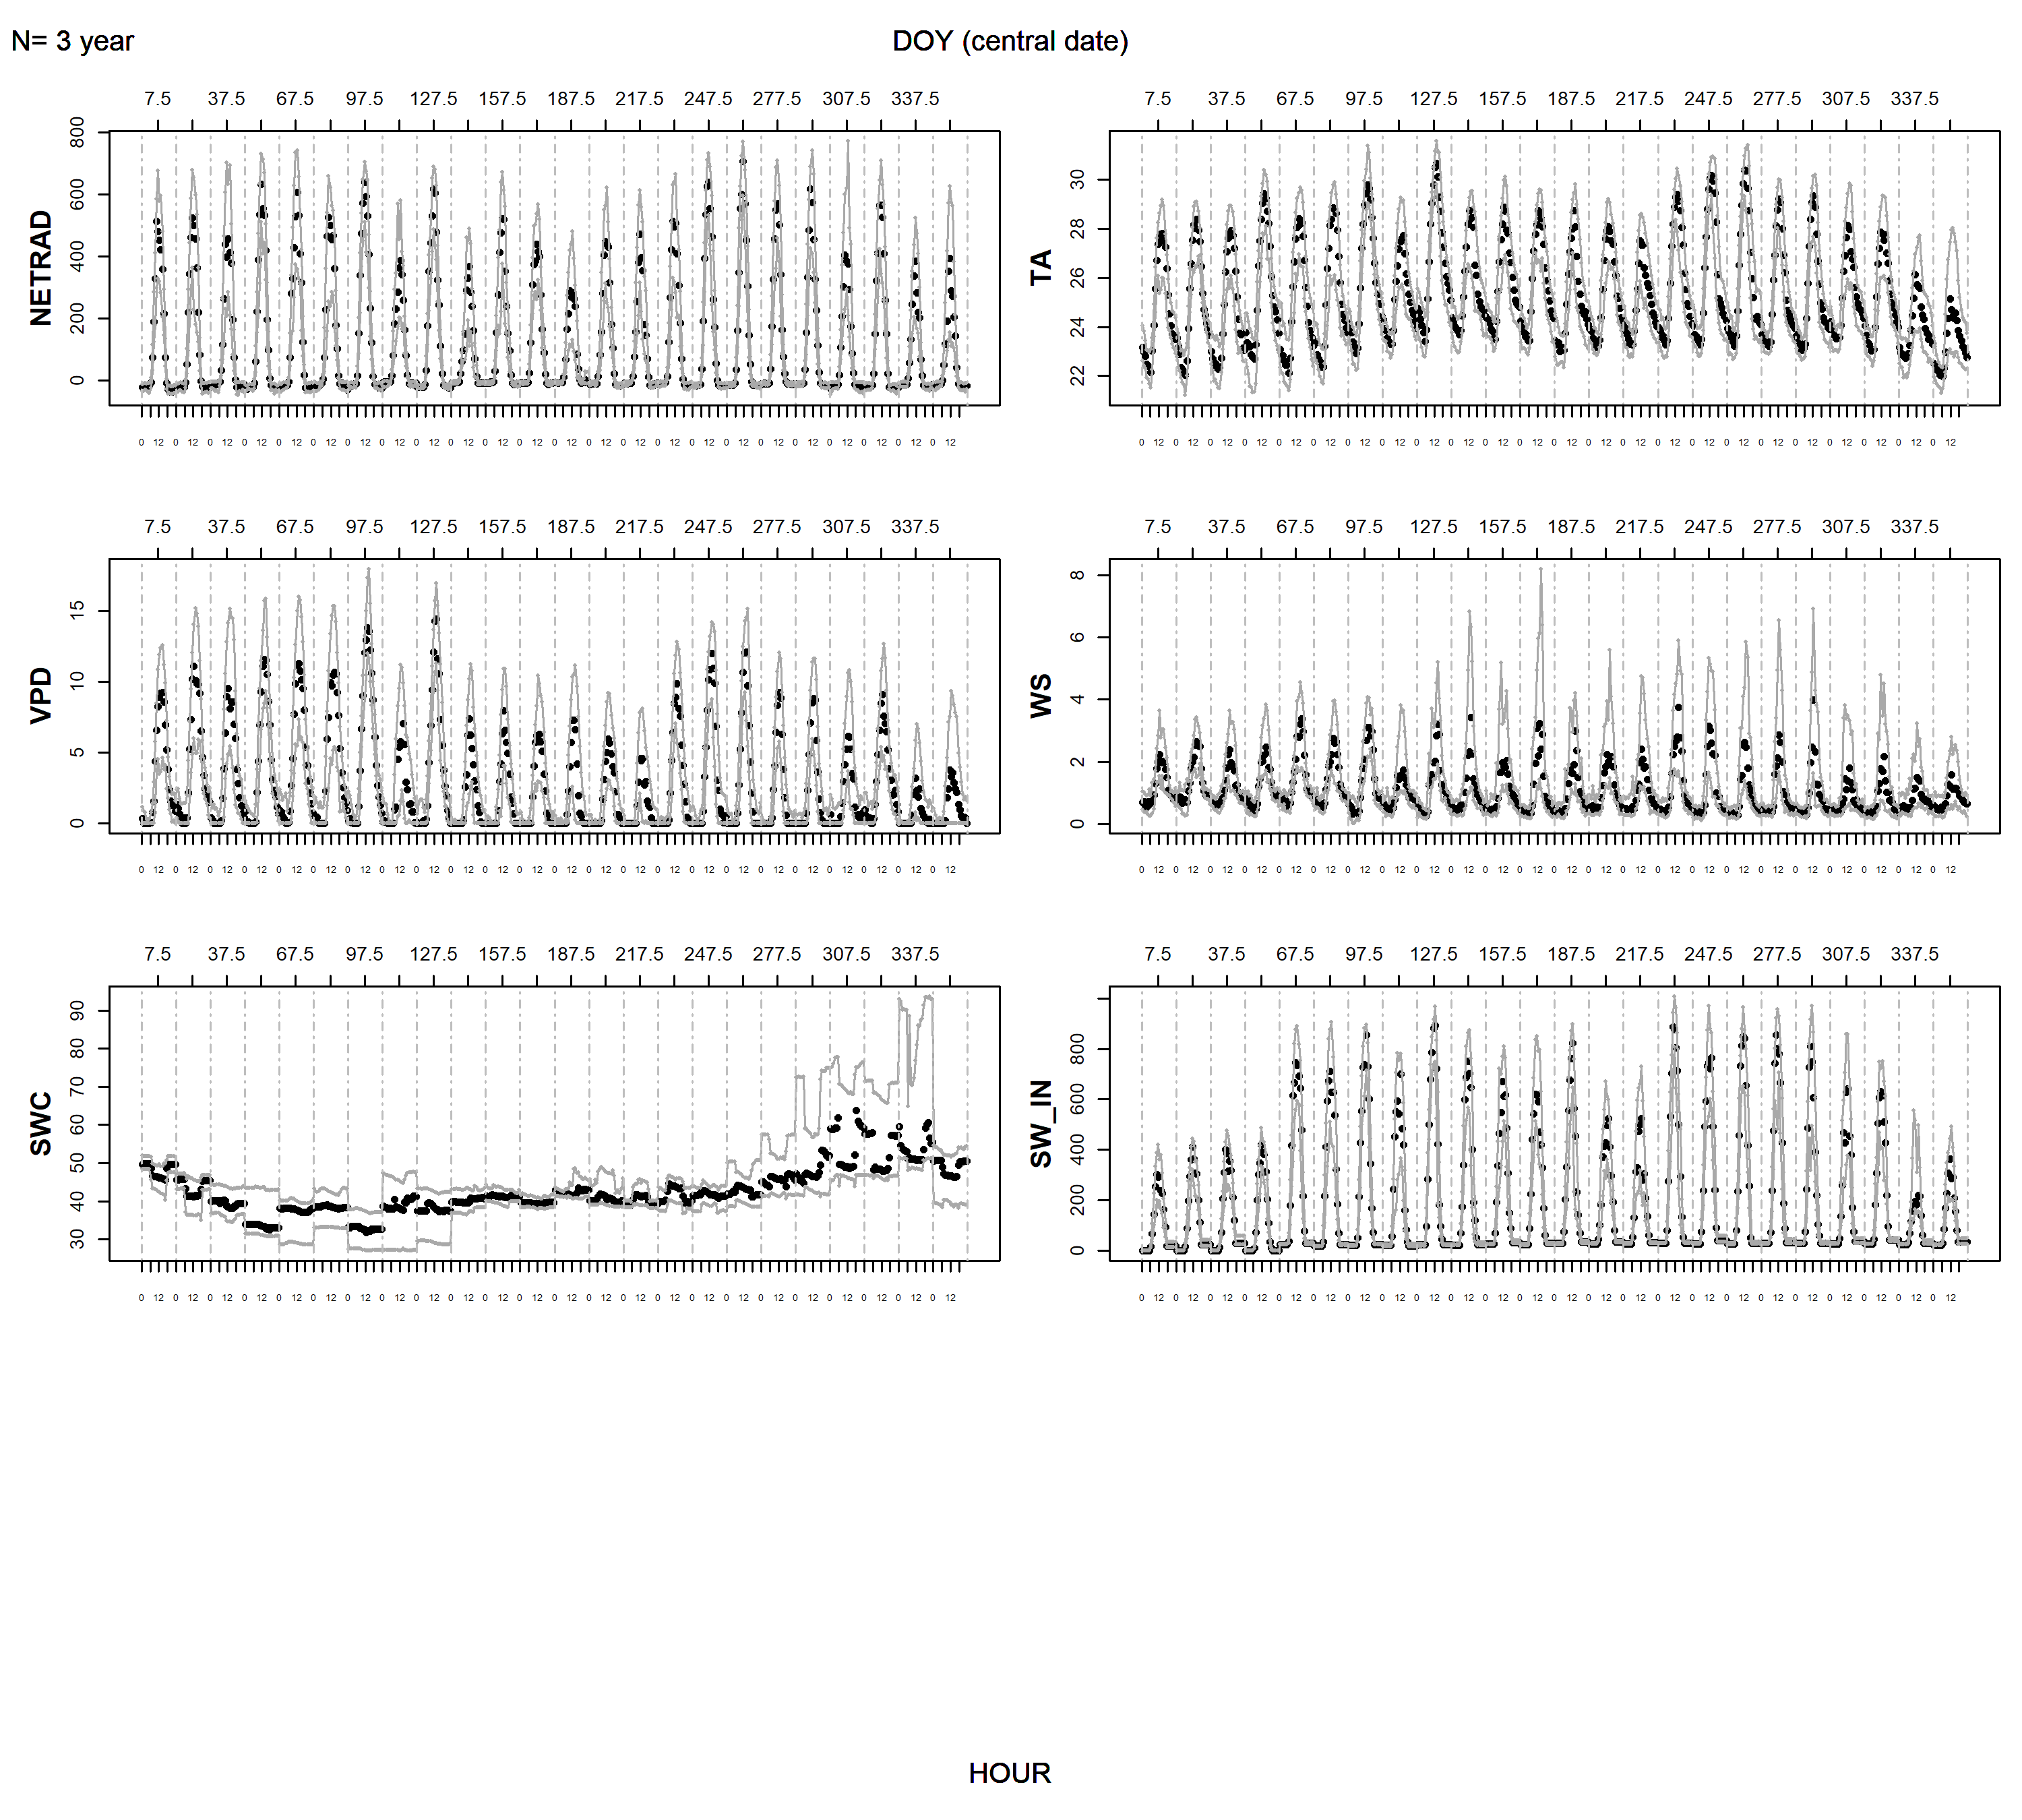 N= 3 year
DOY (central date)
7.5 37.5 67.5 97.5 127.5 157.5 187.5 217.5 247.5 277.5 307.5 337.5
NETRAD
0 200 400 600 800
0 12 0 12 0 12 0 12 0 12 0 12 0 12 0 12 0 12 0 12 0 12 0 12 0 12 0 12 0 12 0 12 0 12 0 12 0 12 0 12 0 12 0 12 0 12 0 12
7.5 37.5 67.5 97.5 127.5 157.5 187.5 217.5 247.5 277.5 307.5 337.5
TA
22 24 26 28 30
0 12 0 12 0 12 0 12 0 12 0 12 0 12 0 12 0 12 0 12 0 12 0 12 0 12 0 12 0 12 0 12 0 12 0 12 0 12 0 12 0 12 0 12 0 12 0 12
7.5 37.5 67.5 97.5 127.5 157.5 187.5 217.5 247.5 277.5 307.5 337.5
VPD
0 5 10 15
0 12 0 12 0 12 0 12 0 12 0 12 0 12 0 12 0 12 0 12 0 12 0 12 0 12 0 12 0 12 0 12 0 12 0 12 0 12 0 12 0 12 0 12 0 12 0 12
7.5 37.5 67.5 97.5 127.5 157.5 187.5 217.5 247.5 277.5 307.5 337.5
WS
0 2 4 6 8
0 12 0 12 0 12 0 12 0 12 0 12 0 12 0 12 0 12 0 12 0 12 0 12 0 12 0 12 0 12 0 12 0 12 0 12 0 12 0 12 0 12 0 12 0 12 0 12
7.5 37.5 67.5 97.5 127.5 157.5 187.5 217.5 247.5 277.5 307.5 337.5
SWC
30 40 50 60 70 80 90
0 12 0 12 0 12 0 12 0 12 0 12 0 12 0 12 0 12 0 12 0 12 0 12 0 12 0 12 0 12 0 12 0 12 0 12 0 12 0 12 0 12 0 12 0 12 0 12
7.5 37.5 67.5 97.5 127.5 157.5 187.5 217.5 247.5 277.5 307.5 337.5
SW_IN
0 200 400 600 800
0 12 0 12 0 12 0 12 0 12 0 12 0 12 0 12 0 12 0 12 0 12 0 12 0 12 0 12 0 12 0 12 0 12 0 12 0 12 0 12 0 12 0 12 0 12 0 12
HOUR